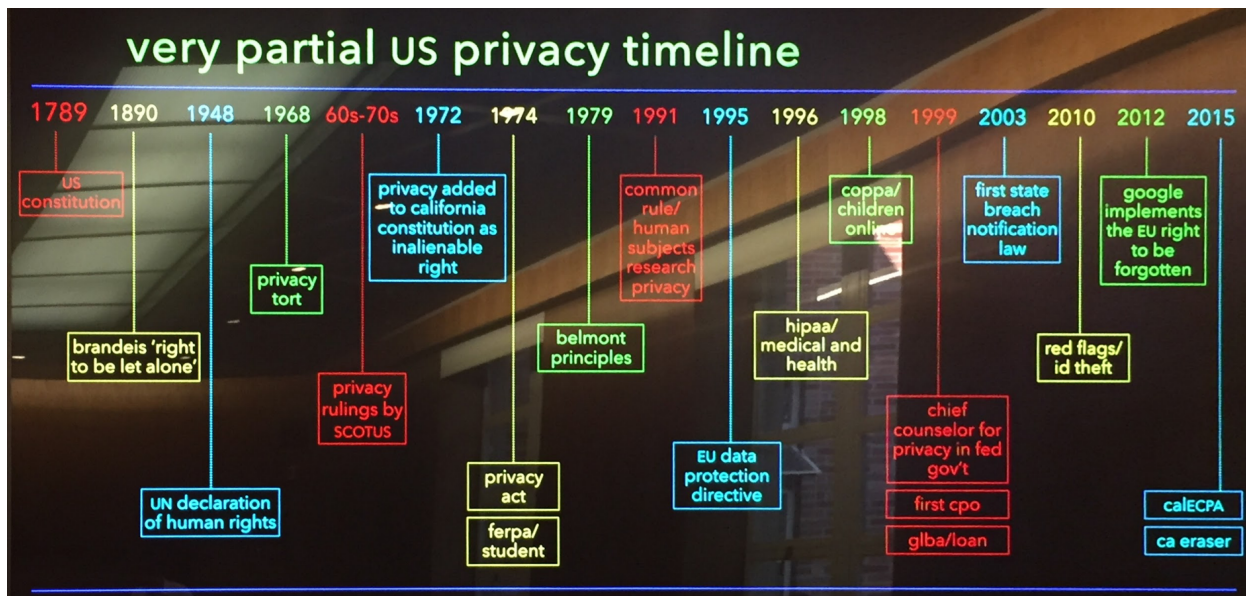 very partial US privacy timeline
1789 1890 1948 1968 60s-70s 1972 1974 1979 1991 1995 1996 1998 1999 2003 2010 2012 2015
US
constitution
brandeis ‘right
to be let alone’
UN declaration
of human rights
privacy
tort
privacy
rulings by
SCOTUS
privacy added
to california
constitution as
inalienable
right
privacy
act
ferpa/
student
belmont
principles
common
rule/
human
subjects
research
privacy
EU data
protection
directive
hipaa/
medical and
health
coppa/
children
online
chief
counselor for
privacy in fed
gov’t
first cpo
glba/loan
first state
breach
notification
law
red flags/
id theft
google
implements
the EU right
to be
forgotten
calECPA
ca eraser